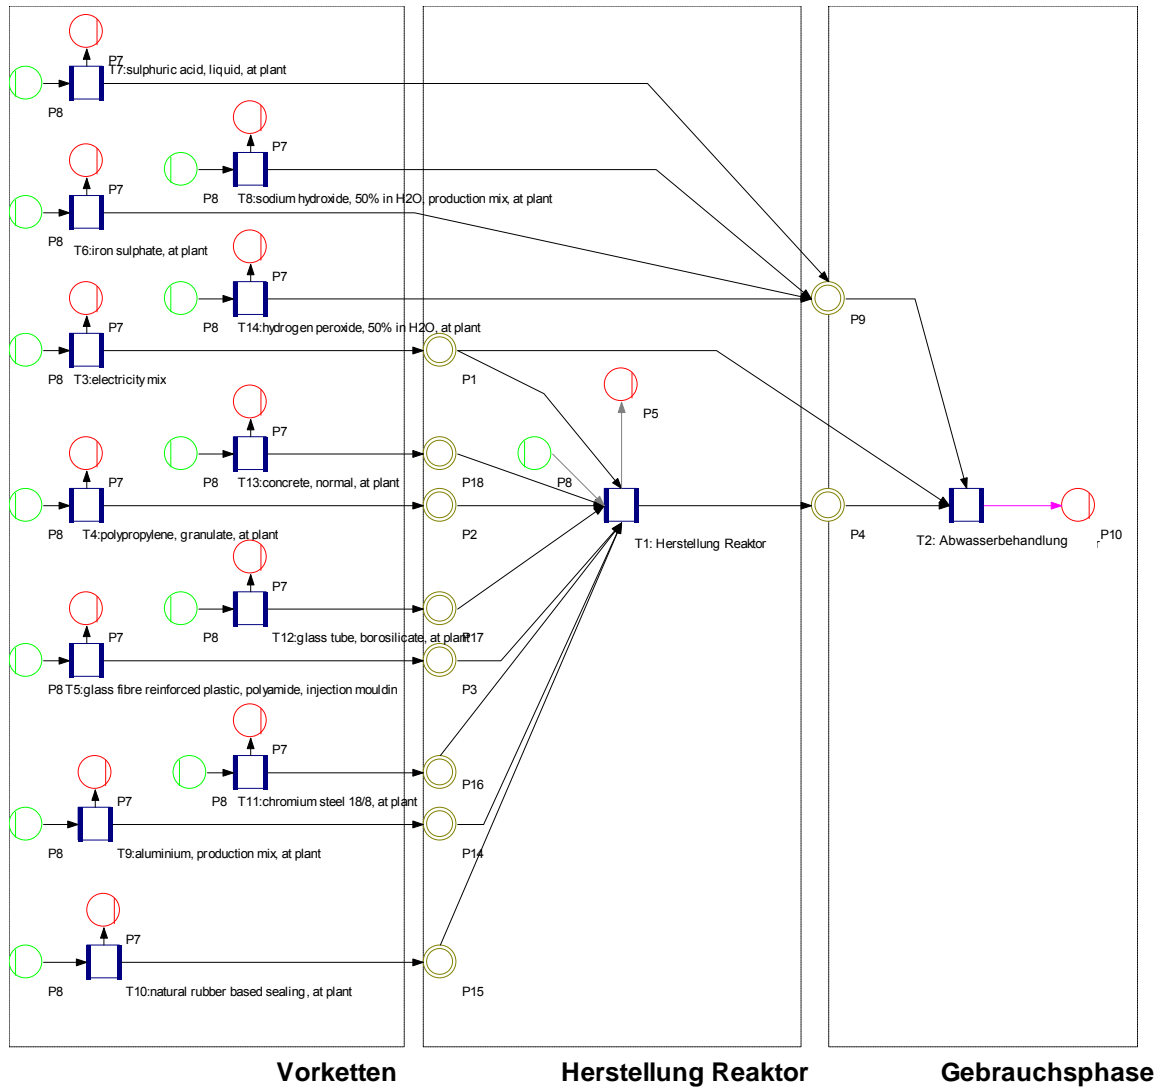 P7
T7:sulphuric acid, liquid, at plant
P8
P7
P8
T8:sodium hydroxide, 50% in H2O, production mix, at plant
P7
P8
T6:iron sulphate, at plant
P7
P8
T14:hydrogen peroxide, 50% in H2O, at plant
P9
P7
P8
T3:electricity mix
P1
P5
P7
P8
T13:concrete, normal, at plant
P18
P8
P7
P8
T4:polypropylene, granulate, at plant
P2
T1: Herstellung Reaktor
P4
T2: Abwasserbehandlung
P10
P7
P8
T12:glass tube, borosilicate, at plant
P17
P7
P8
T5:glass fibre reinforced plastic, polyamide, injection mouldin
P3
P7
P8
T11:chromium steel 18/8, at plant
P16
P7
P8
T9:aluminium, production mix, at plant
P14
P7
P8
T10:natural rubber based sealing, at plant
P15
Vorketten
Herstellung Reaktor
Gebrauchsphase